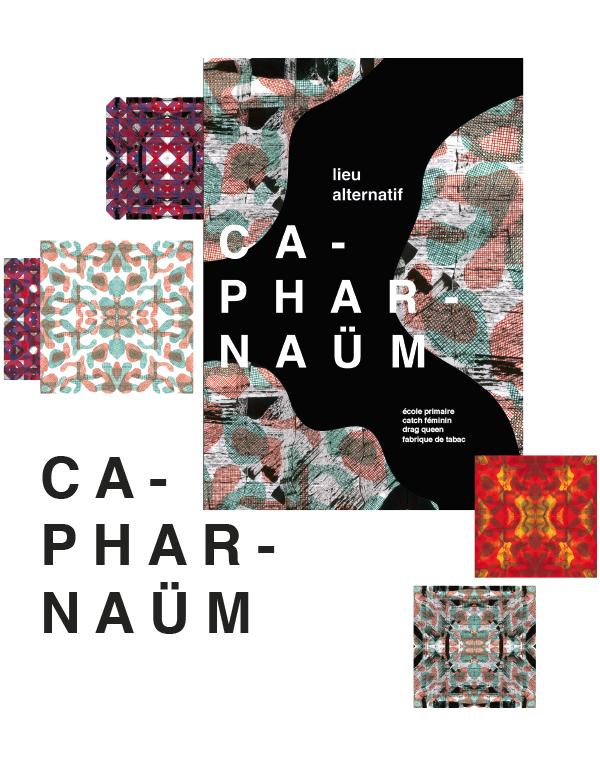 lieu
alternatif
CA-
PHAR-
NAÜM
école primaire
catch féminin
drag queen
fabrique de tabac
CA-
PHAR-
NAÜM